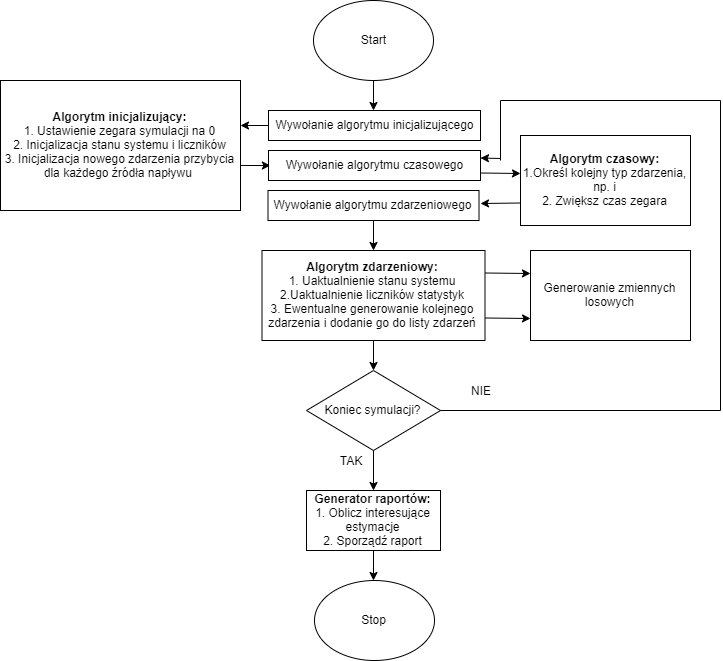 Start
Algorytm inicjalizujący:
1. Ustawienie zegara symulacji na 0
2. Inicjalizacja stanu systemu i liczników
3. Inicjalizacja nowego zdarzenia przybycia
dla każdego źródła napływu
Wywołanie algorytmu inicjalizującego
Wywołanie algorytmu czasowego
Wywołanie algorytmu zdarzeniowego
Algorytm czasowy:
1.Określ kolejny typ zdarzenia,
np. i
2. Zwiększ czas zegara
Algorytm zdarzeniowy:
1. Uaktualnienie stanu systemu
2.Uaktualnienie liczników statystyk
3. Ewentualne generowanie kolejnego
zdarzenia i dodanie go do listy zdarzeń
Generowanie zmiennych
losowych
Koniec symulacji?
NIE
TAK
Generator raportów:
1. Oblicz interesujące
estymacje
2. Sporządź raport
Stop